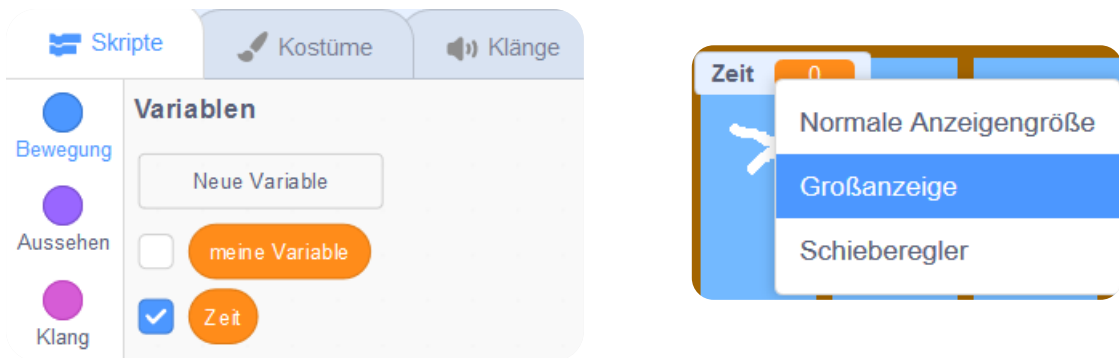 Skripte
Kostüme
Klänge
Bewegung
Aussehen
Klang
Variablen
Neue Variable
meine Variable
Zeit
Zeit 0
Normale Anzeigengröße
Großanzeige
Schieberegler